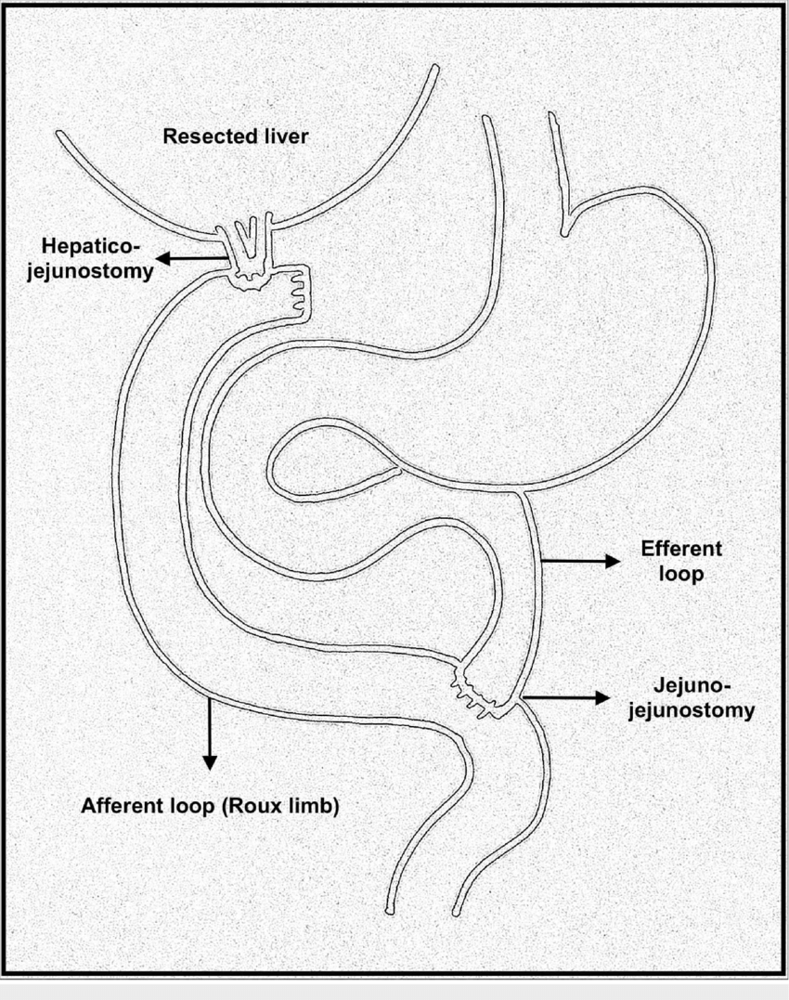 Resected liver
Hepatico-
jejunostomy
Efferent
loop
Jejuno-
jejunostomy
Afferent loop (Roux limb)